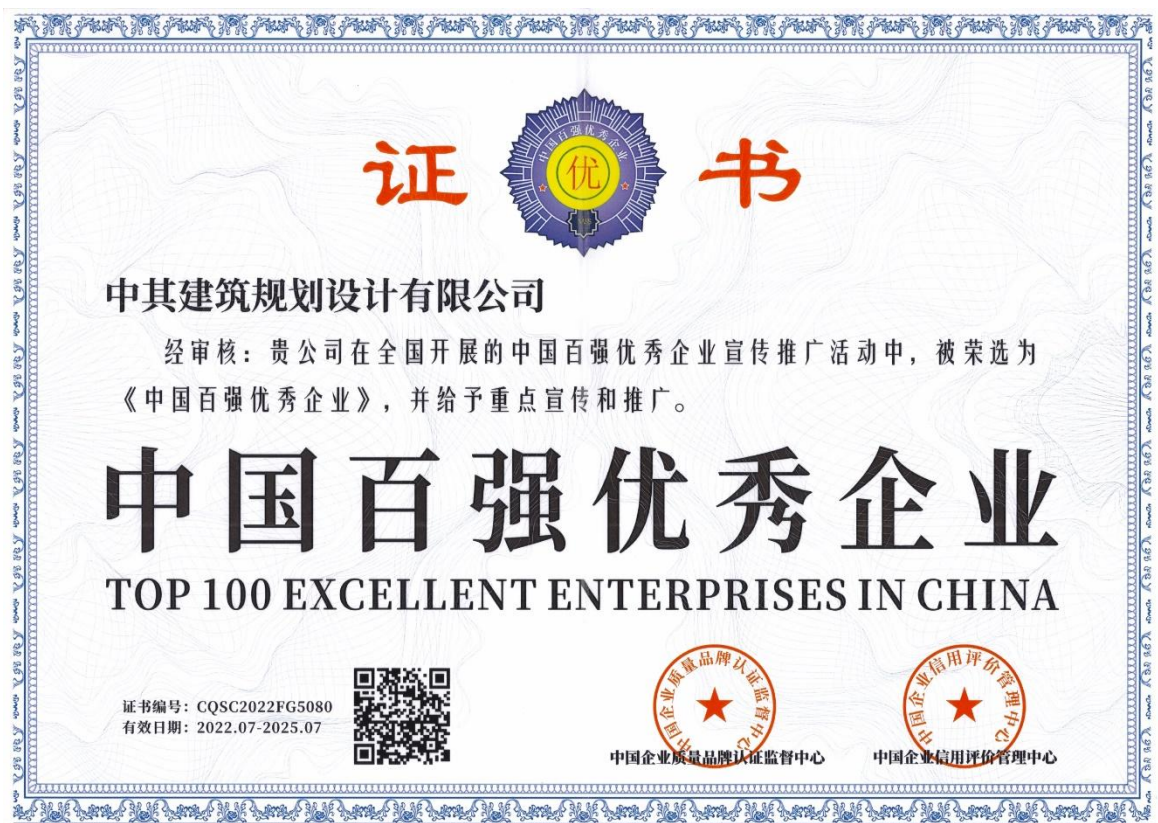 证 书
中国百强优秀企业
优
中其建筑规划设计有限公司
经审核：贵公司在全国开展的中国百强优秀企业宣传推广活动中，被荣选为
《中国百强优秀企业》，并给予重点宣传和推广。
中国百强优秀企业
TOP 100 EXCELLENT ENTERPRISES IN CHINA
证书编号：CQSC2022FG5080
有效日期：2022.07-2025.07
中国企业质量品牌认证监督中心
中国企业质量品牌认证监督中心
中国企业信用评价管理中心
中国企业信用评价管理中心